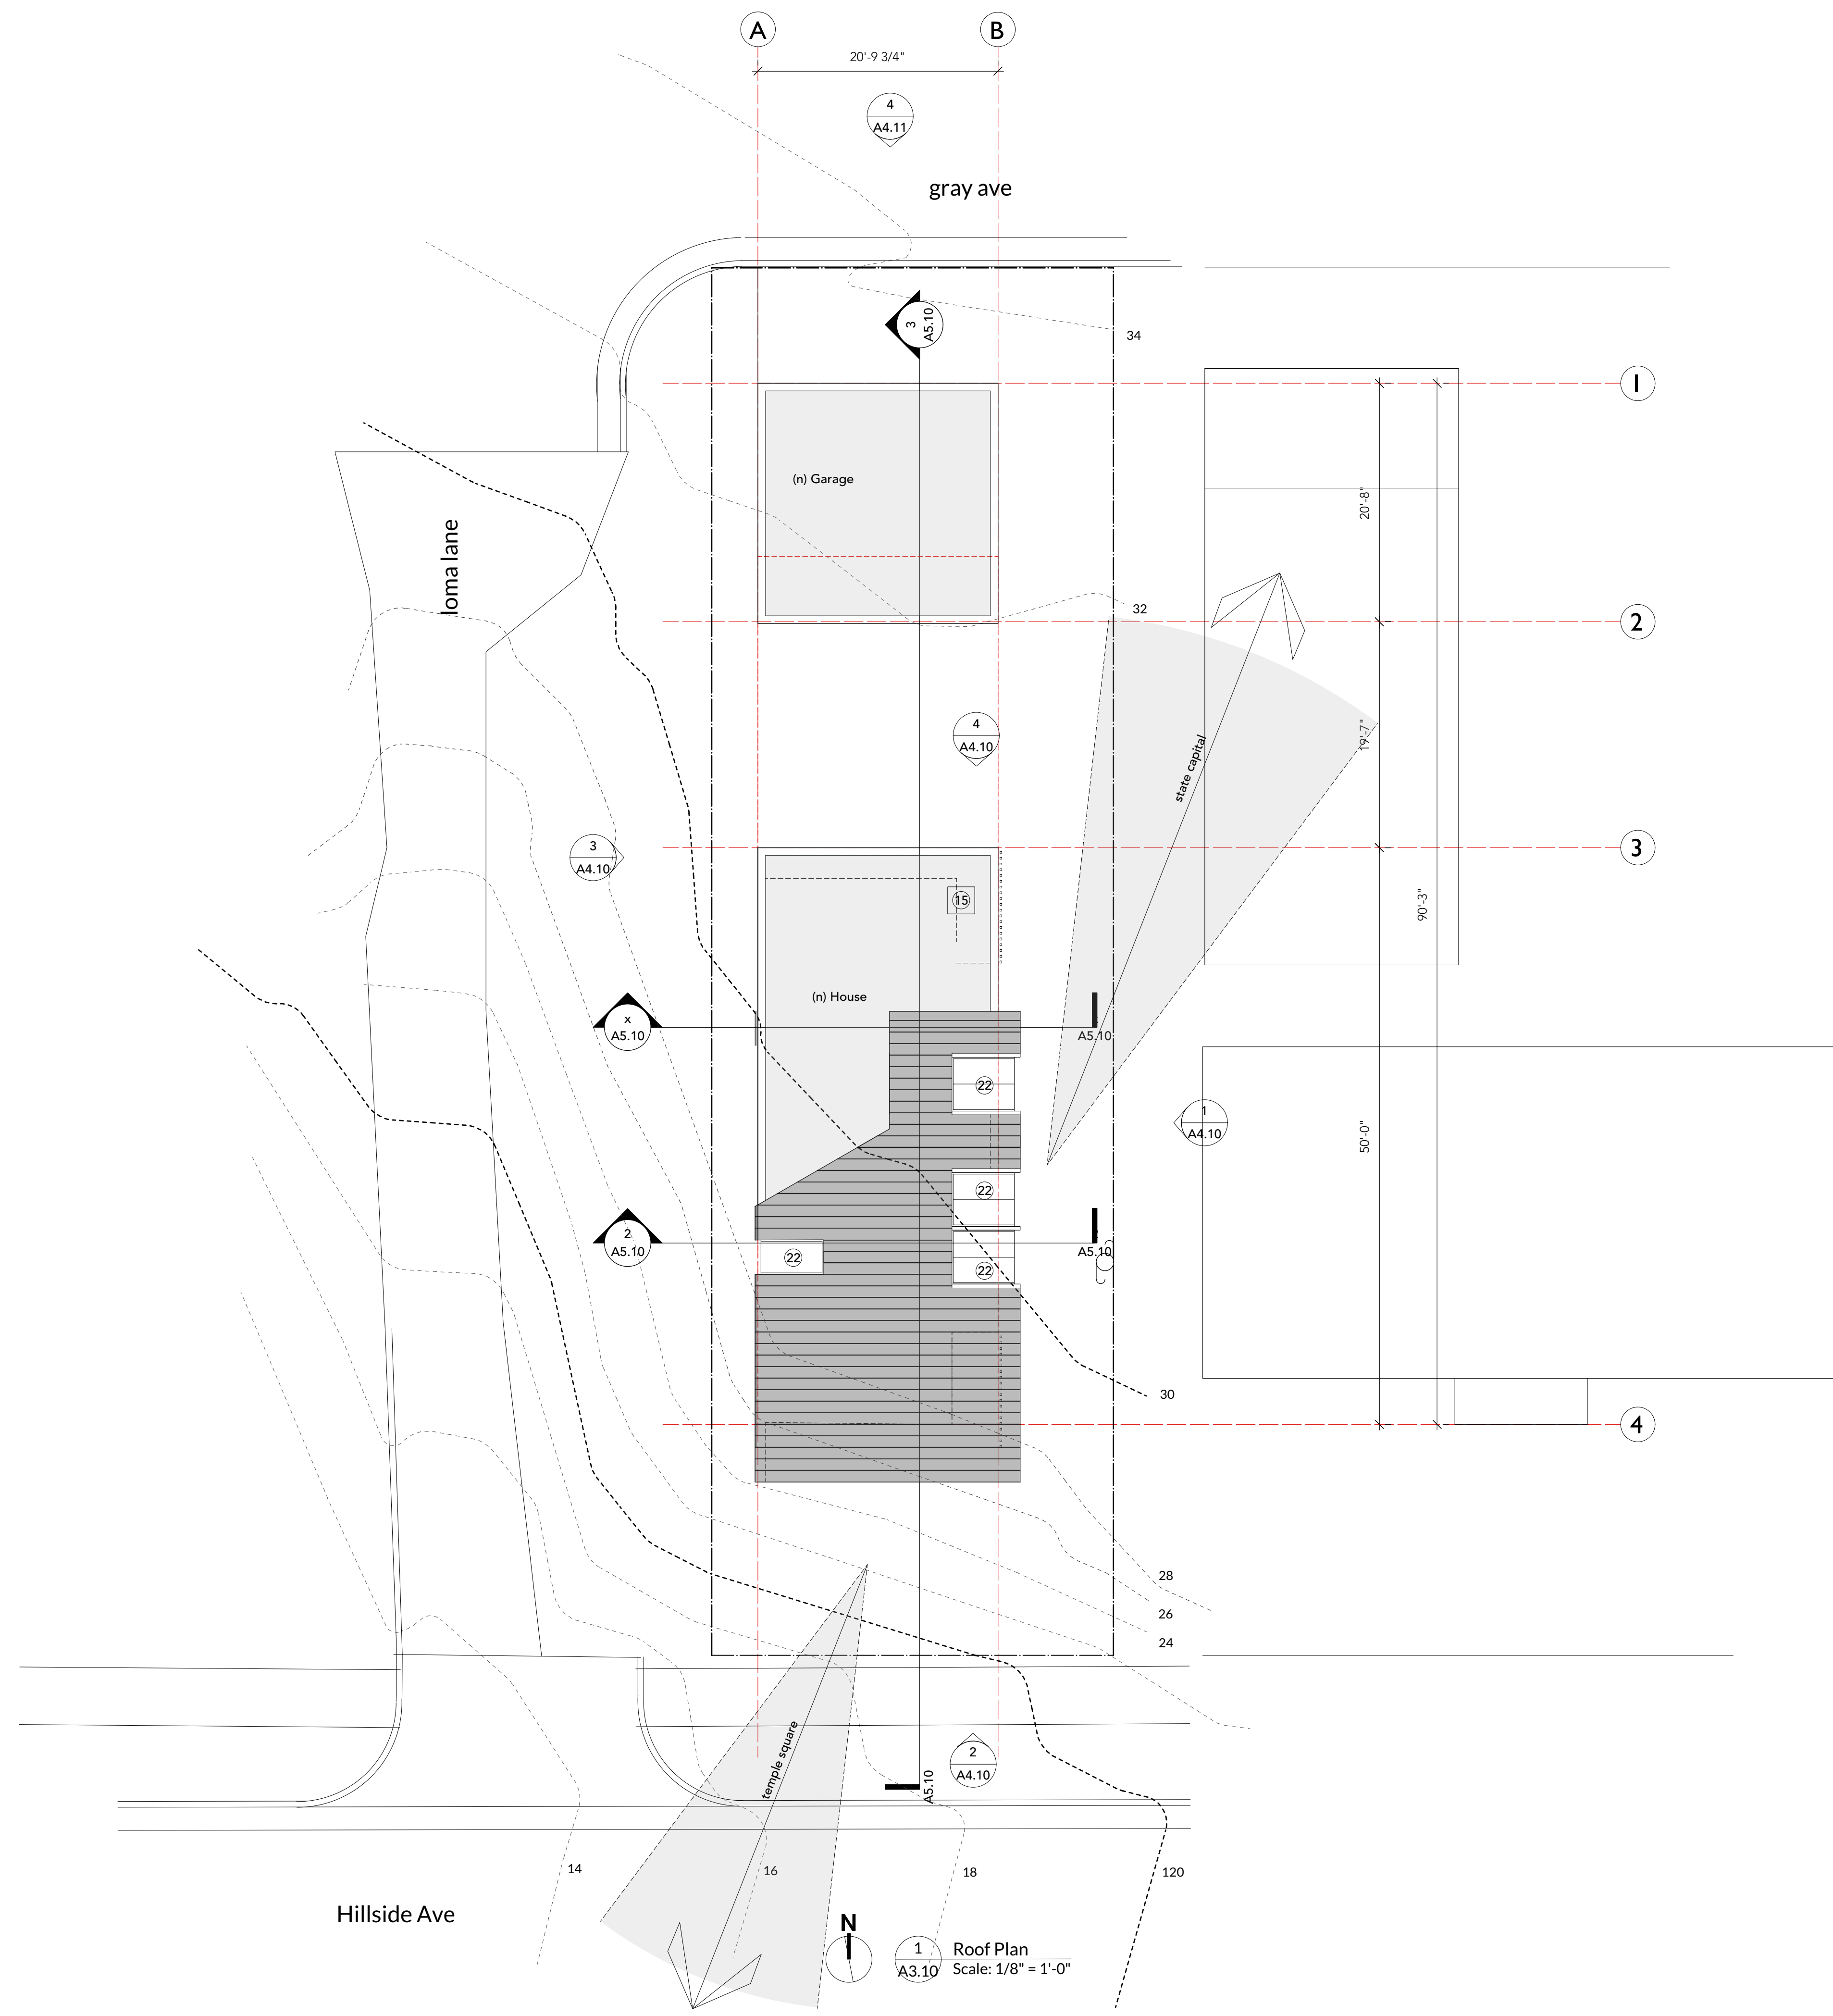 A
B
20'-9 3/4"
4
A4.11
gray ave
3
A5.10
34
1
(n) Garage
20'-8"
loma lane
32
2
4
A4.10
state capital
19'-7"
3
A4.10
3
15
90'-3"
(n) House
x
A5.10
A5.10
22
1
A4.10
50'-0"
22
2
A5.10
A5.10
22
22
30
4
28
26
24
temple square
2
A4.10
A5.10
14
16
18
120
Hillside Ave
N
1
A3.10
Roof Plan
Scale: 1/8" = 1'-0"